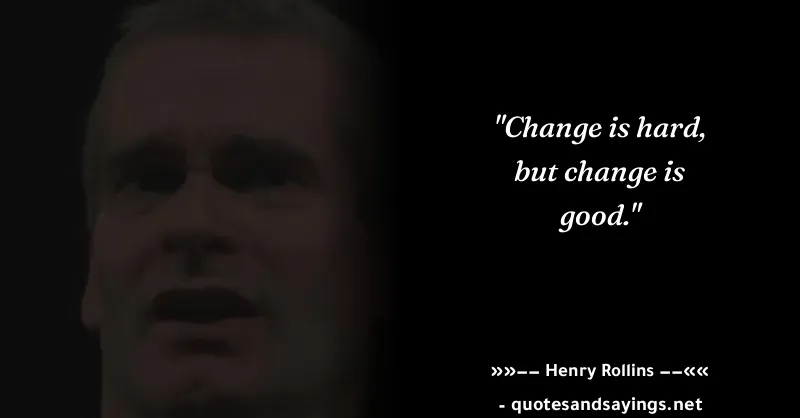 "Change is hard,
but change is
good."
»»–– Henry Rollins ––««
- quotesandsayings.net